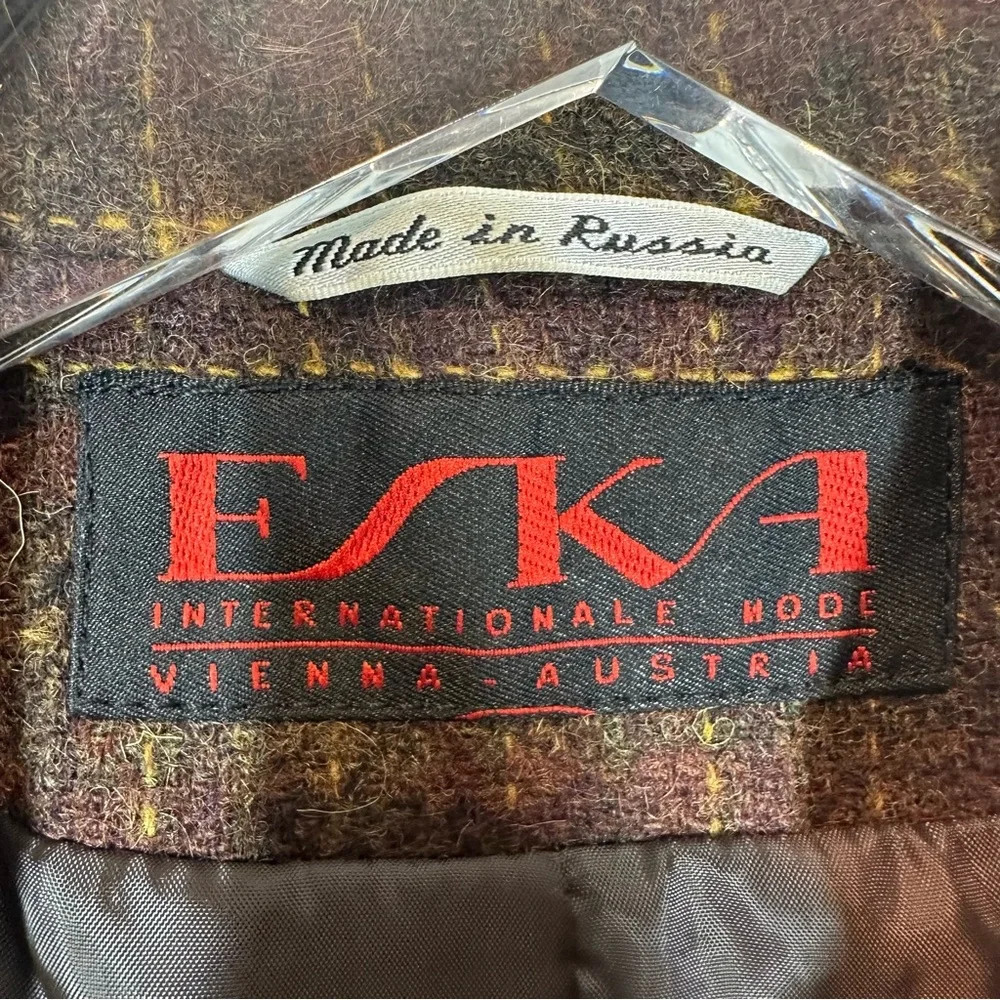 Made in Russia
ESKA
INTERNATIONALE MODE
VIENNA - AUSTRIA